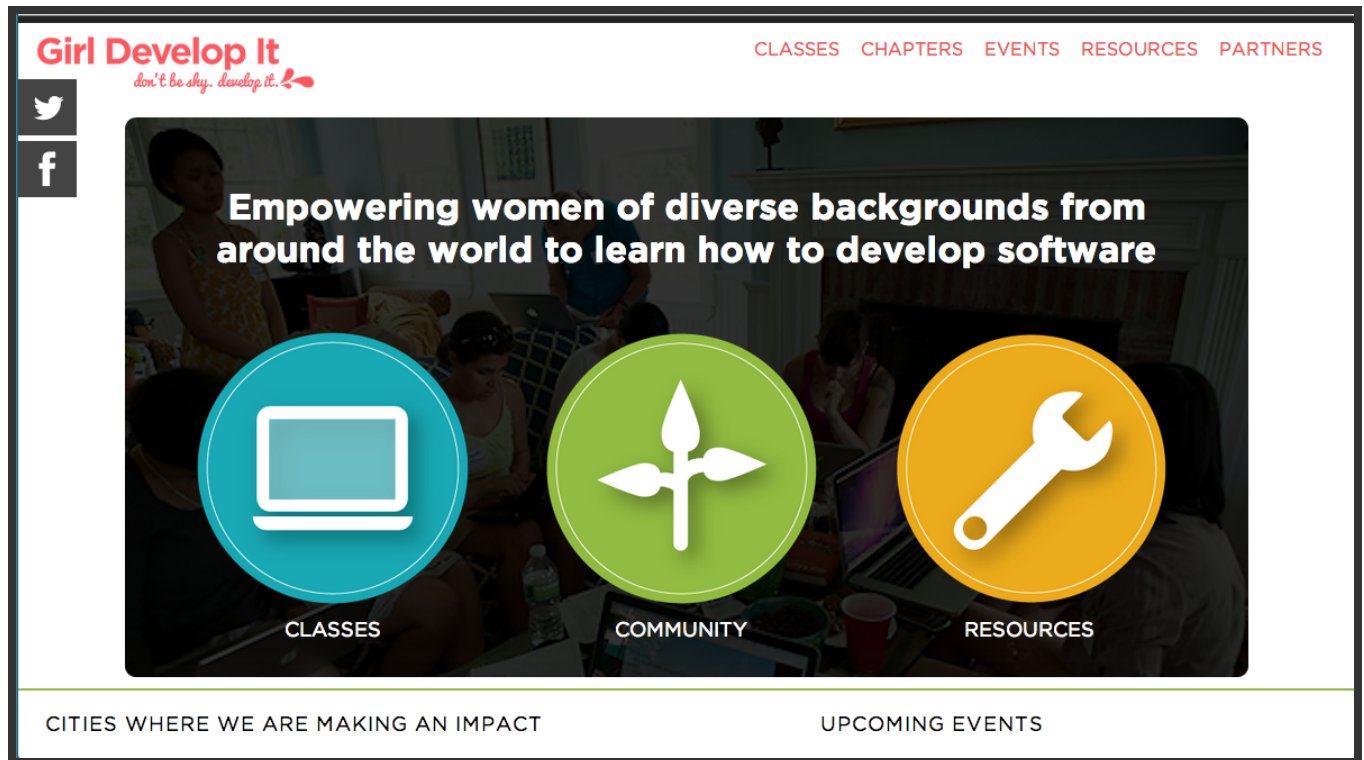 Girl Develop It
don't be shy. develop it.
CLASSES CHAPTERS EVENTS RESOURCES PARTNERS
Empowering women of diverse backgrounds from
around the world to learn how to develop software
CLASSES
COMMUNITY
RESOURCES
CITIES WHERE WE ARE MAKING AN IMPACT
UPCOMING EVENTS